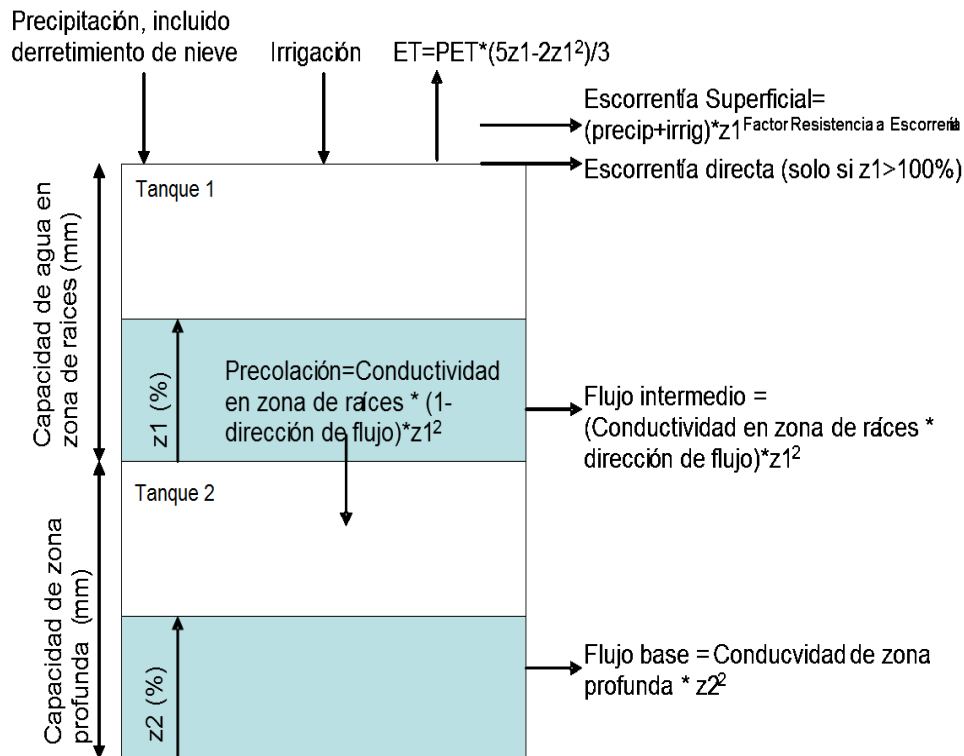 Precipitación, incluido
derretimiento de nieve
Irrigación
ET=PET*(5z1-2z1²)/3
Escorrentía Superficial=
(precip+irrig)*z1^Factor Resistencia a Escorrentía
Escorrentía directa (solo si z1>100%)
Tanque 1
Capacidad de agua en
zona de raices (mm)
z1 (%)
Precolación=Conductividad
en zona de raíces * (1-
dirección de flujo)*z1²
Flujo intermedio =
(Conductividad en zona de raíces *
dirección de flujo)*z1²
Tanque 2
Capacidad de zona
profunda (mm)
z2 (%)
Flujo base = Conducvidad de zona
profunda * z2²